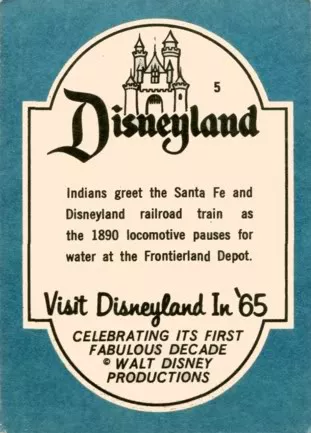 5
Disneyland
Indians greet the Santa Fe and
Disneyland railroad train as
the 1890 locomotive pauses for
water at the Frontierland Depot.
Visit Disneyland In '65
CELEBRATING ITS FIRST
FABULOUS DECADE
© WALT DISNEY
PRODUCTIONS